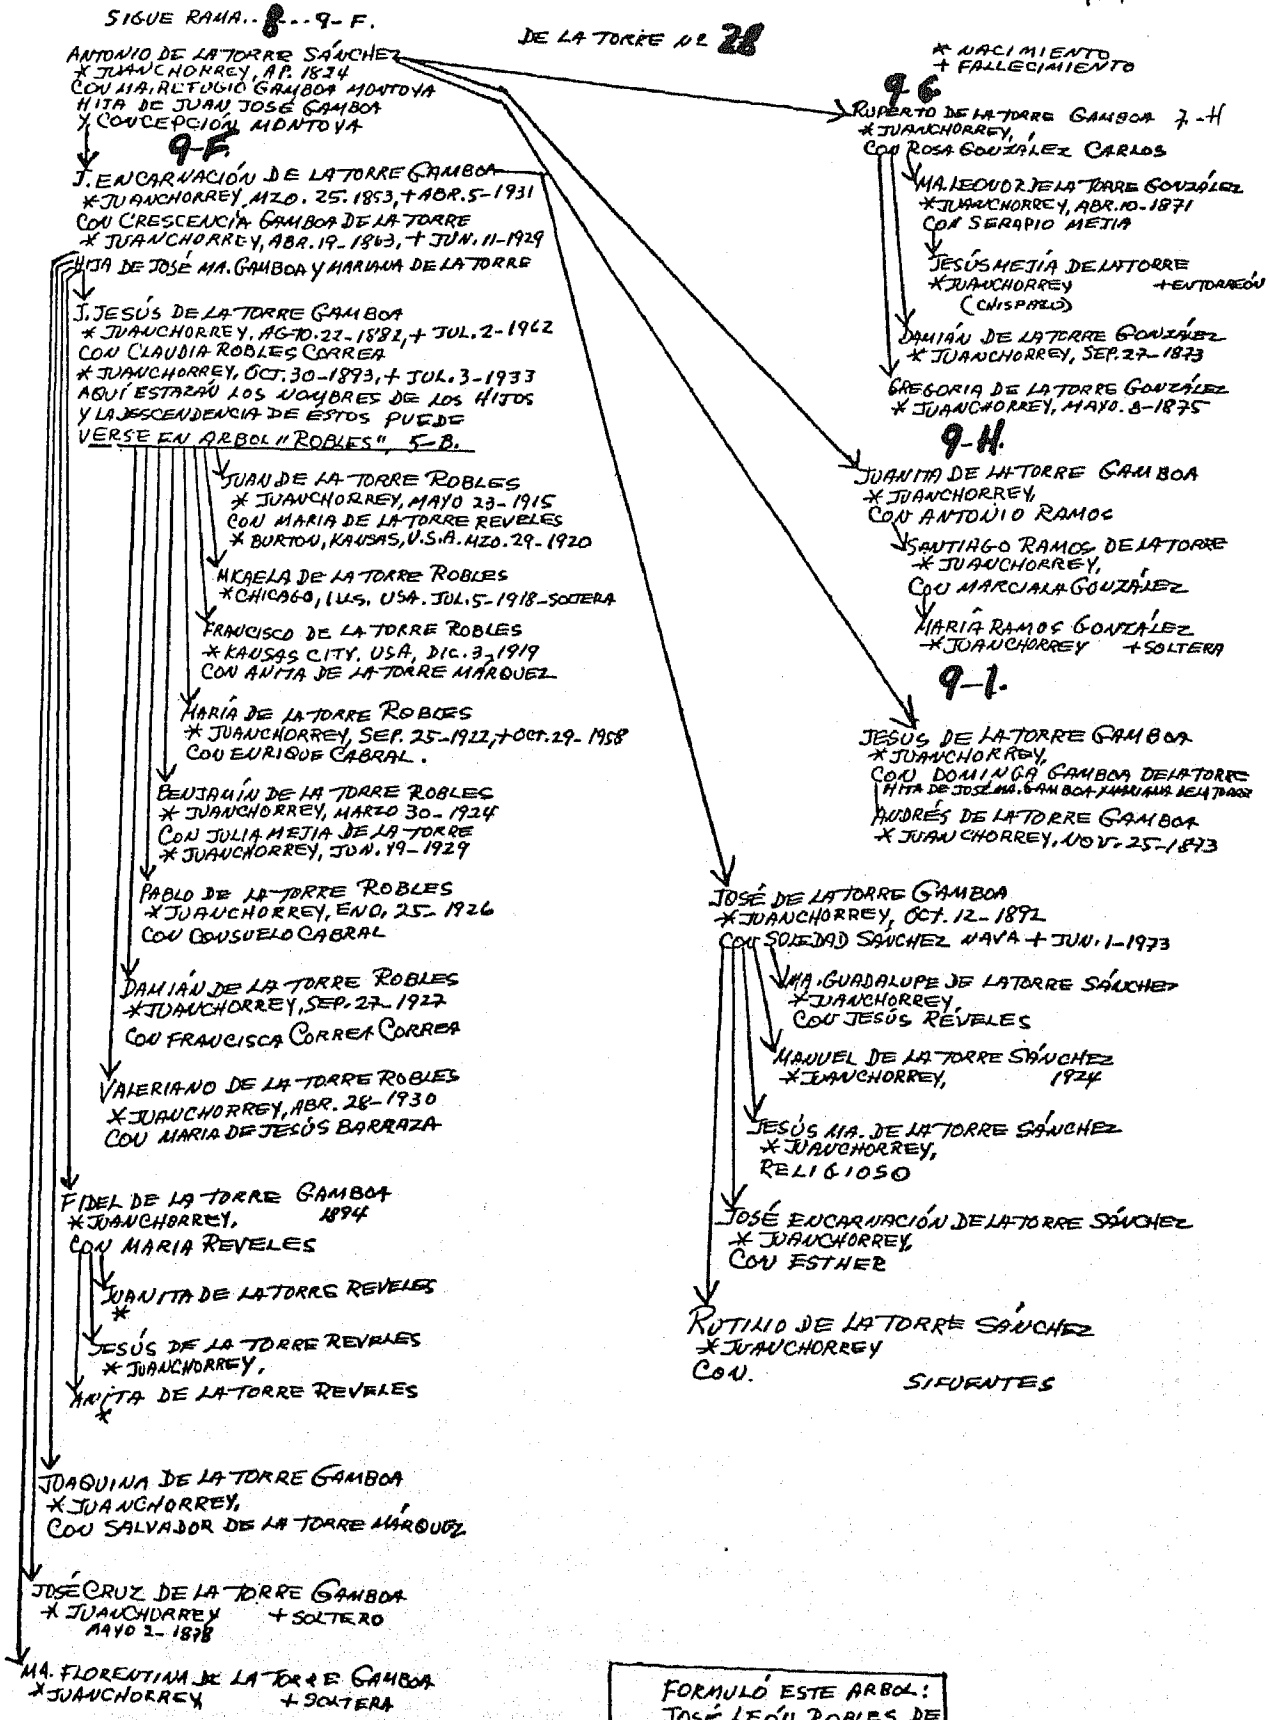 SIGUE RAMA.. 8...9-F.
DE LA TORRE Nº 28
* NACIMIENTO
+ FALLECIMIENTO
ANTONIO DE LA TORRE SÁNCHEZ
* JUANCHORREY, AP. 1824
CON MA. REFUGIO GAMBOA MONTOYA
HIJA DE JUAN JOSÉ GAMBOA
Y CONCEPCIÓN MONTOYA
9-F.
J. ENCARNACIÓN DE LA TORRE GAMBOA
* JUANCHORREY, MZO. 25. 1853, + ABR. 5-1931
CON CRESCENCIA GAMBOA DE LA TORRE
* JUANCHORREY, ABR. 19-1863, + JUN. 11-1929
HIJA DE JOSÉ MA. GAMBOA Y MARIANA DE LA TORRE
J. JESÚS DE LA TORRE GAMBOA
* JUANCHORREY, AGTO. 22-1882, + JUL. 2-1962
CON CLAUDIA ROBLES CORREA
* JUANCHORREY, OCT. 30-1893, + JUL. 3-1933
AQUÍ ESTARÁN LOS NOMBRES DE LOS HIJOS
Y LA DESCENDENCIA DE ESTOS PUEDE
VERSE EN ARBOL "ROBLES", 5-B.
JUAN DE LA TORRE ROBLES
* JUANCHORREY, MAYO 23-1915
CON MARIA DE LA TORRE REVELES
* BURTON, KANSAS, U.S.A. MZO. 29-1920
MICAELA DE LA TORRE ROBLES
* CHICAGO, ILLS. USA. JUL. 5-1918-SOLTERA
FRANCISCO DE LA TORRE ROBLES
* KANSAS CITY. USA, DIC. 3-1919
CON ANITA DE LA TORRE MÁRQUEZ
MARÍA DE LA TORRE ROBLES
* JUANCHORREY, SEP. 25-1922, + OCT. 29-1958
CON ENRIQUE CABRAL.
BENJAMÍN DE LA TORRE ROBLES
* JUANCHORREY, MARZO 30-1924
CON JULIA MEJIA DE LA TORRE
* JUANCHORREY, JUN. 19-1929
PABLO DE LA TORRE ROBLES
* JUANCHORREY, ENO. 25-1926
CON CONSUELO CABRAL
DAMIÁN DE LA TORRE ROBLES
* JUANCHORREY, SEP. 27-1927
CON FRANCISCA CORREA CORREA
VALERIANO DE LA TORRE ROBLES
* JUANCHORREY, ABR. 28-1930
CON MARIA DE JESÚS BARRAZA
FIDEL DE LA TORRE GAMBOA
* JUANCHORREY, 1894
CON MARIA REVELES
JUANITA DE LA TORRE REVELES
*
JESÚS DE LA TORRE REVELES
* JUANCHORREY,
ANITA DE LA TORRE REVELES
*
JOAQUINA DE LA TORRE GAMBOA
* JUANCHORREY,
CON SALVADOR DE LA TORRE MÁRQUEZ
JOSÉ CRUZ DE LA TORRE GAMBOA
* JUANCHORREY + SOLTERO
MAYO 2-1878
MA. FLORENTINA DE LA TORRE GAMBOA
* JUANCHORREY + SOLTERA
9-G
RUPERTO DE LA TORRE GAMBOA 7-H
* JUANCHORREY,
CON ROSA GONZÁLEZ CARLOS
MA. LEONOR DE LA TORRE GONZÁLEZ
* JUANCHORREY, ABR. 10-1871
CON SERAPIO MEJIA
JESÚS MEJÍA DE LA TORRE
* JUANCHORREY + EN TORREÓN
(CHISPAZO)
DAMIÁN DE LA TORRE GONZÁLEZ
* JUANCHORREY, SEP. 27-1873
GREGORIA DE LA TORRE GONZÁLEZ
* JUANCHORREY, MAYO. 8-1875
9-H.
JUANITA DE LA TORRE GAMBOA
* JUANCHORREY,
CON ANTONIO RAMOS
SANTIAGO RAMOS DE LA TORRE
* JUANCHORREY,
CON MARCIALA GONZÁLEZ
MARÍA RAMOS GONZÁLEZ
* JUANCHORREY + SOLTERA
9-I.
JESÚS DE LA TORRE GAMBOA
* JUANCHORREY,
CON DOMINGA GAMBOA DE LA TORRE
HIJA DE JOSÉ MA. GAMBOA Y MARIANA DE LA TORRE
ANDRÉS DE LA TORRE GAMBOA
* JUANCHORREY, NOV. 25-1873
JOSÉ DE LA TORRE GAMBOA
* JUANCHORREY, OCT. 12-1892
CON SOLEDAD SÁNCHEZ NAVA + JUN. 1-1973
MA. GUADALUPE DE LA TORRE SÁNCHEZ
* JUANCHORREY,
CON JESÚS REVELES
MANUEL DE LA TORRE SÁNCHEZ
* JUANCHORREY, 1924
JESÚS MA. DE LA TORRE SÁNCHEZ
* JUANCHORREY,
RELIGIOSO
JOSÉ ENCARNACIÓN DE LA TORRE SÁNCHEZ
* JUANCHORREY,
CON ESTHER
RUTILIO DE LA TORRE SÁNCHEZ
* JUANCHORREY
CON. SIFUENTES
FORMULÓ ESTE ARBOL:
JOSÉ LEÓN ROBLES DE